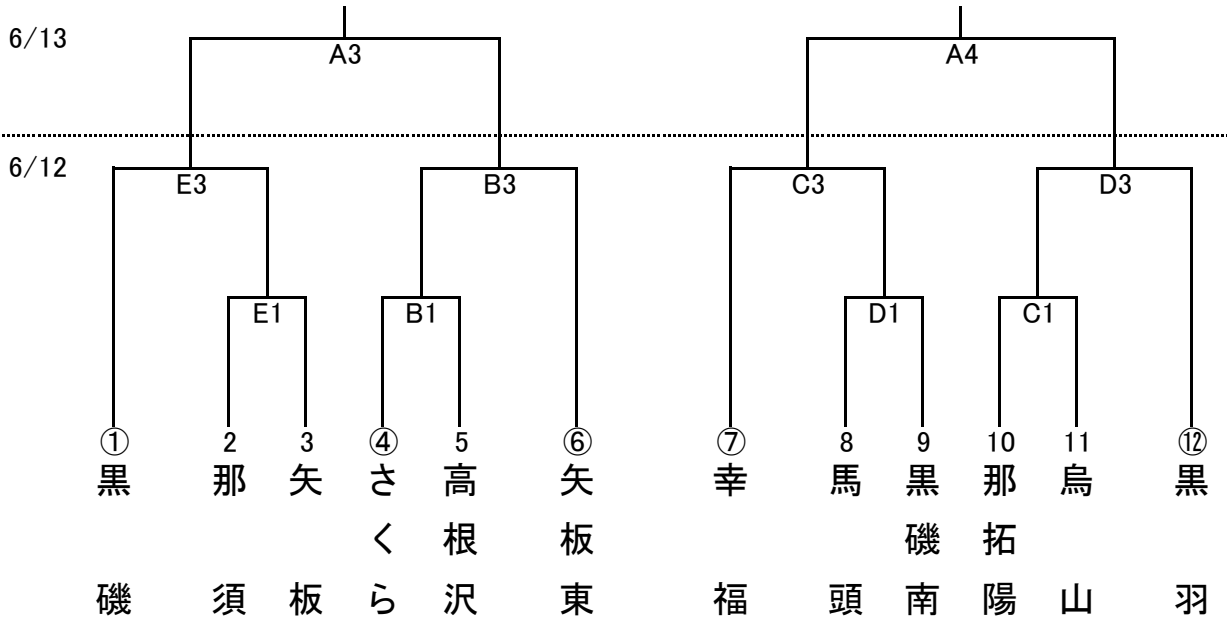 6/13
A3
A4
6/12
E3
B3
C3
D3
E1
B1
D1
C1
① 2 3 ④ 5 ⑥ ⑦ 8 9 10 11 ⑫
黒磯
那須
矢板
さくら
高根沢
矢板東
幸福
馬頭
黒磯南
那拓陽
烏山
黒羽